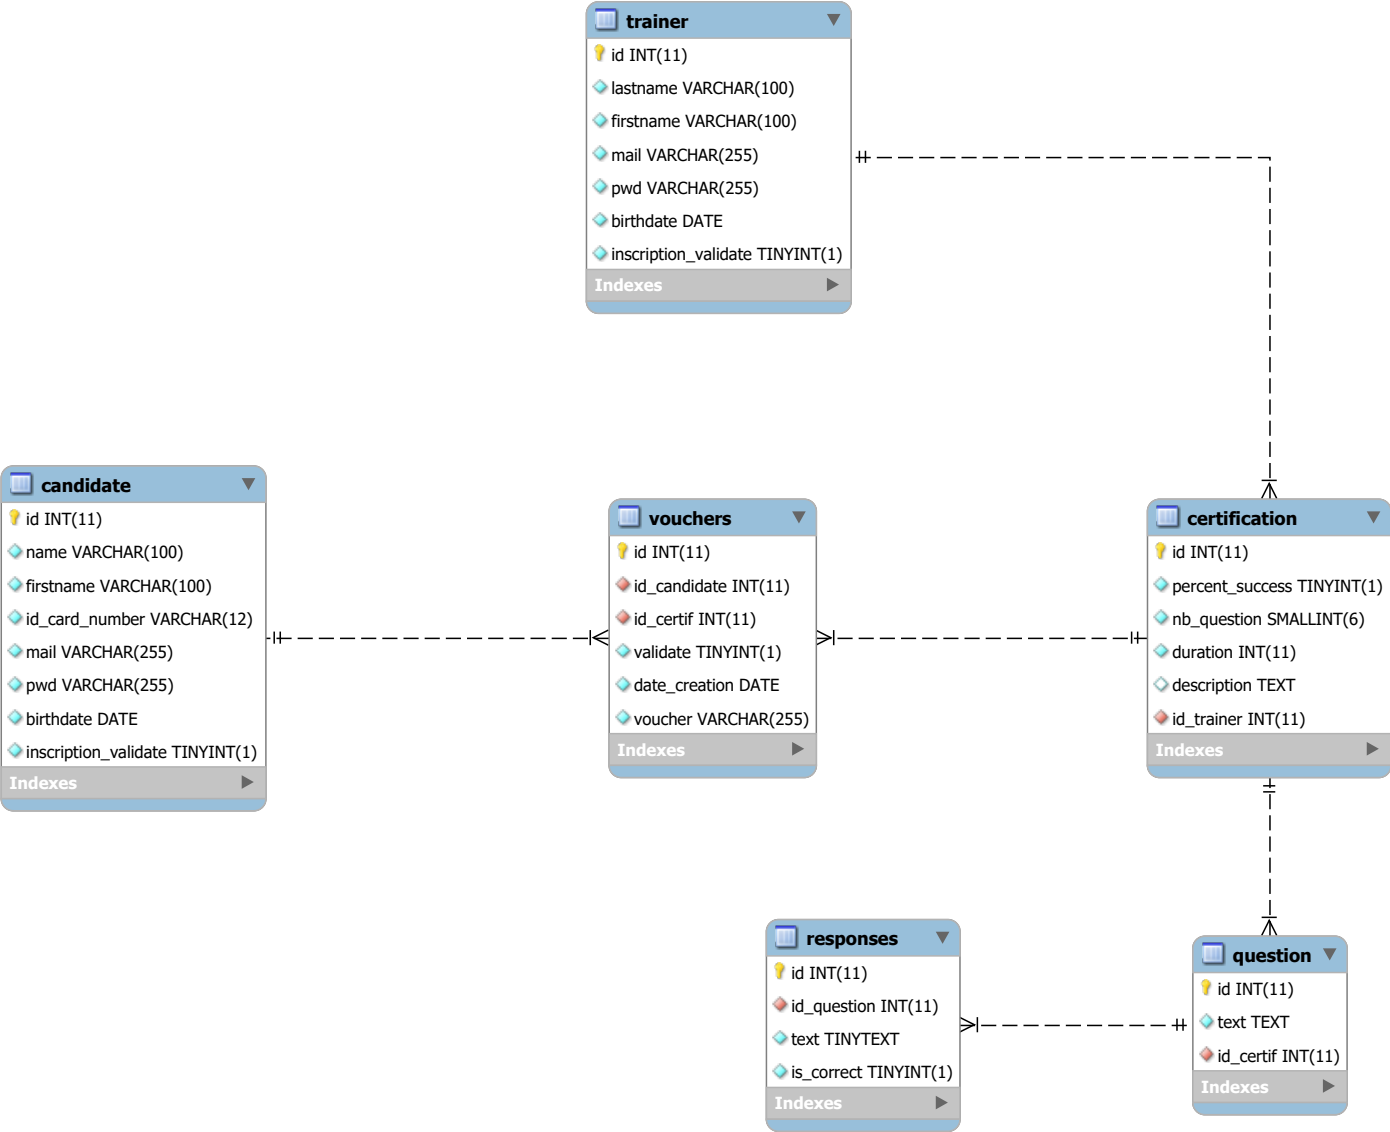 trainer
id INT(11)
lastname VARCHAR(100)
firstname VARCHAR(100)
mail VARCHAR(255)
pwd VARCHAR(255)
birthdate DATE
inscription_validate TINYINT(1)
Indexes
candidate
id INT(11)
name VARCHAR(100)
firstname VARCHAR(100)
id_card_number VARCHAR(12)
mail VARCHAR(255)
pwd VARCHAR(255)
birthdate DATE
inscription_validate TINYINT(1)
Indexes
vouchers
id INT(11)
id_candidate INT(11)
id_certif INT(11)
validate TINYINT(1)
date_creation DATE
voucher VARCHAR(255)
Indexes
certification
id INT(11)
percent_success TINYINT(1)
nb_question SMALLINT(6)
duration INT(11)
description TEXT
id_trainer INT(11)
Indexes
responses
id INT(11)
id_question INT(11)
text TINYTEXT
is_correct TINYINT(1)
Indexes
question
id INT(11)
text TEXT
id_certif INT(11)
Indexes